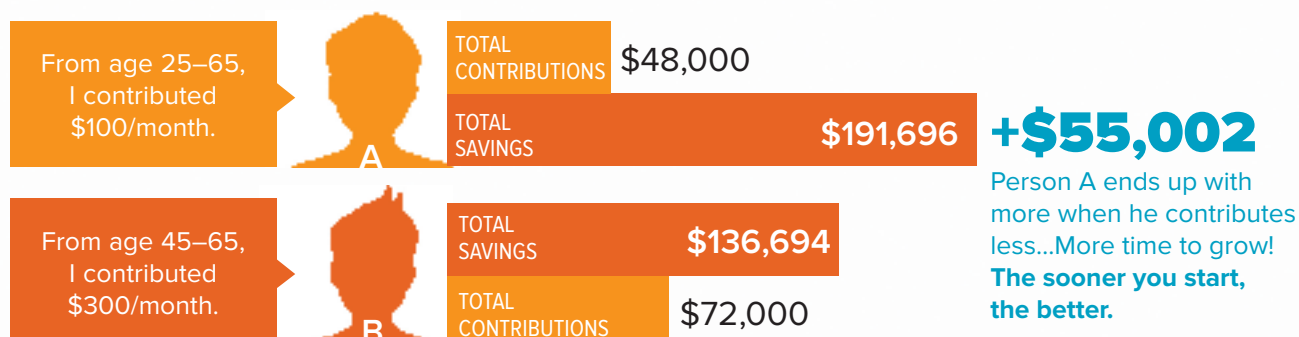 From age 25–65,
I contributed
$100/month.
A
TOTAL
CONTRIBUTIONS
$48,000
TOTAL
SAVINGS
$191,696
+$55,002
Person A ends up with
more when he contributes
less...More time to grow!
The sooner you start,
the better.
From age 45–65,
I contributed
$300/month.
B
TOTAL
SAVINGS
$136,694
TOTAL
CONTRIBUTIONS
$72,000